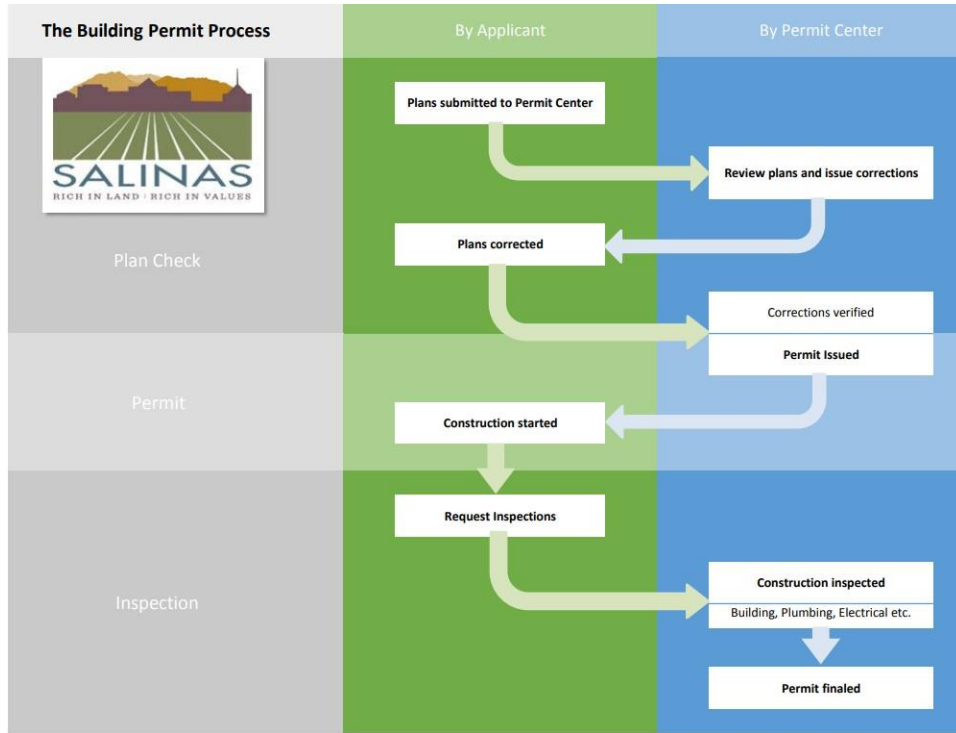 The Building Permit Process
By Applicant
By Permit Center
SALINAS
RICH IN LAND | RICH IN VALUES
Plans submitted to Permit Center
Review plans and issue corrections
Plan Check
Plans corrected
Corrections verified
Permit Issued
Permit
Construction started
Request Inspections
Inspection
Construction inspected
Building, Plumbing, Electrical etc.
Permit finaled